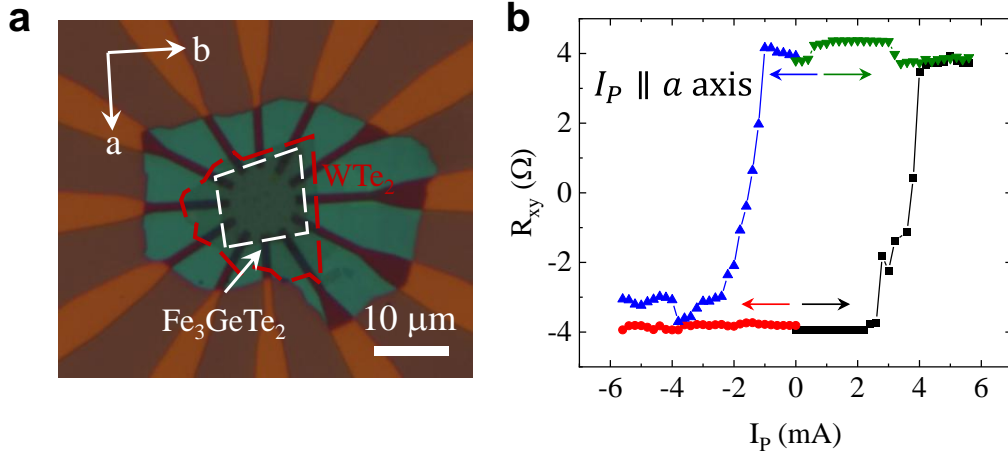 a
b
a
WTe₂
Fe₃GeTe₂
10 μm
b
I_P ∥ a axis
R_xy (Ω)
4
2
0
-2
-4
-6 -4 -2 0 2 4 6
I_P (mA)